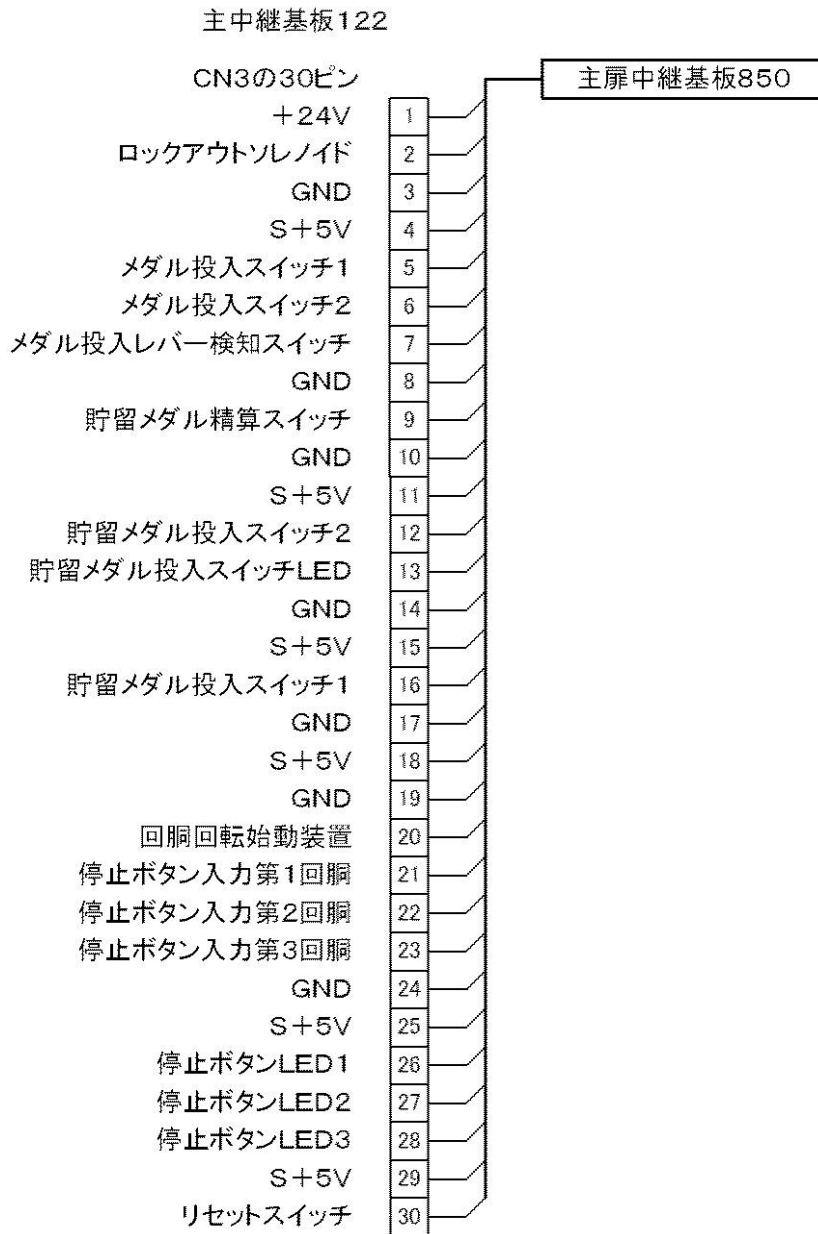 主中継基板122
CN3の30ピン
主扉中継基板850
+24V 1
ロックアウトソレノイド 2
GND 3
S+5V 4
メダル投入スイッチ1 5
メダル投入スイッチ2 6
メダル投入レバー検知スイッチ 7
GND 8
貯留メダル精算スイッチ 9
GND 10
S+5V 11
貯留メダル投入スイッチ2 12
貯留メダル投入スイッチLED 13
GND 14
S+5V 15
貯留メダル投入スイッチ1 16
GND 17
S+5V 18
GND 19
回胴回転始動装置 20
停止ボタン入力第1回胴 21
停止ボタン入力第2回胴 22
停止ボタン入力第3回胴 23
GND 24
S+5V 25
停止ボタンLED1 26
停止ボタンLED2 27
停止ボタンLED3 28
S+5V 29
リセットスイッチ 30